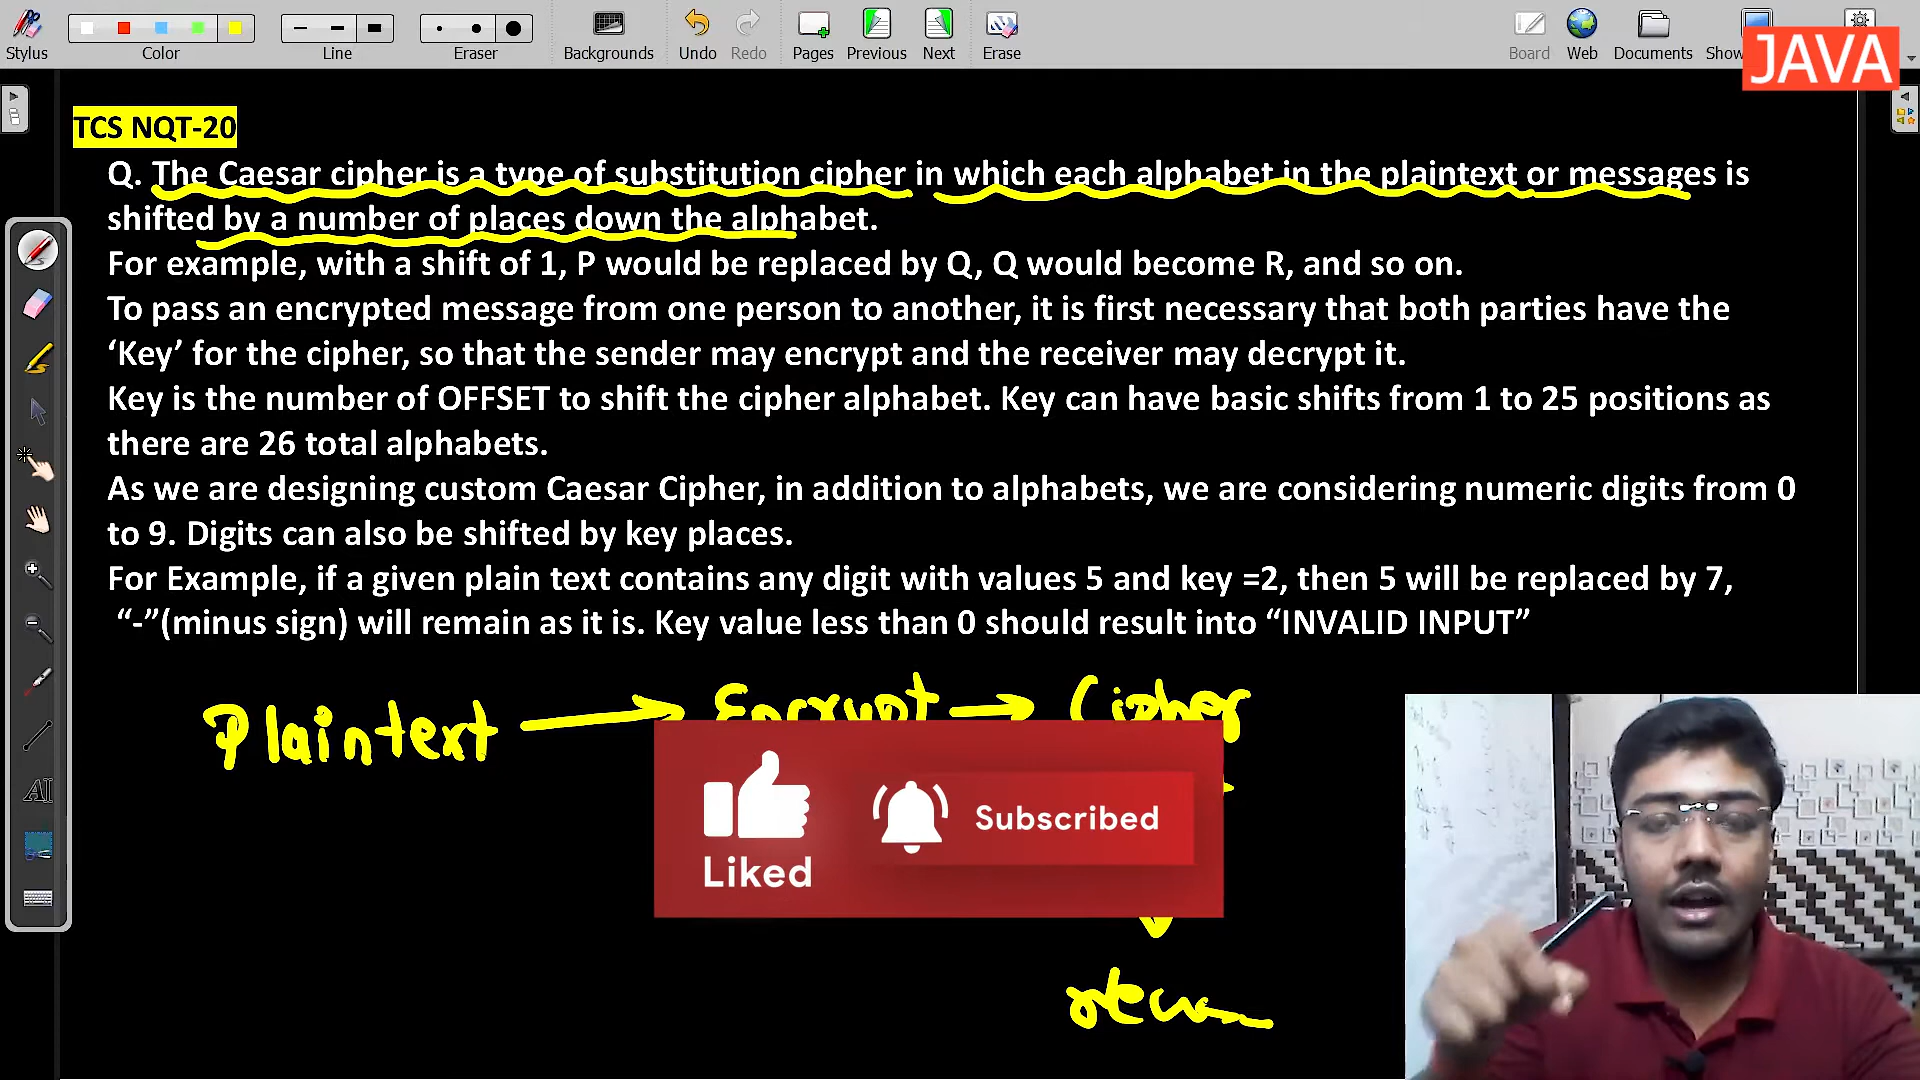 Stylus
Color
Line
Eraser
Backgrounds
Undo
Redo
Pages
Previous
Next
Erase
Board
Web
Documents
Show
JAVA
TCS NQT-20
Q. The Caesar cipher is a type of substitution cipher in which each alphabet in the plaintext or messages is
shifted by a number of places down the alphabet.
For example, with a shift of 1, P would be replaced by Q, Q would become R, and so on.
To pass an encrypted message from one person to another, it is first necessary that both parties have the
‘Key’ for the cipher, so that the sender may encrypt and the receiver may decrypt it.
Key is the number of OFFSET to shift the cipher alphabet. Key can have basic shifts from 1 to 25 positions as
there are 26 total alphabets.
As we are designing custom Caesar Cipher, in addition to alphabets, we are considering numeric digits from 0
to 9. Digits can also be shifted by key places.
For Example, if a given plain text contains any digit with values 5 and key =2, then 5 will be replaced by 7,
“-”(minus sign) will remain as it is. Key value less than 0 should result into “INVALID INPUT”
Plaintext Encrypt Cipher
Liked
Subscribed
AI